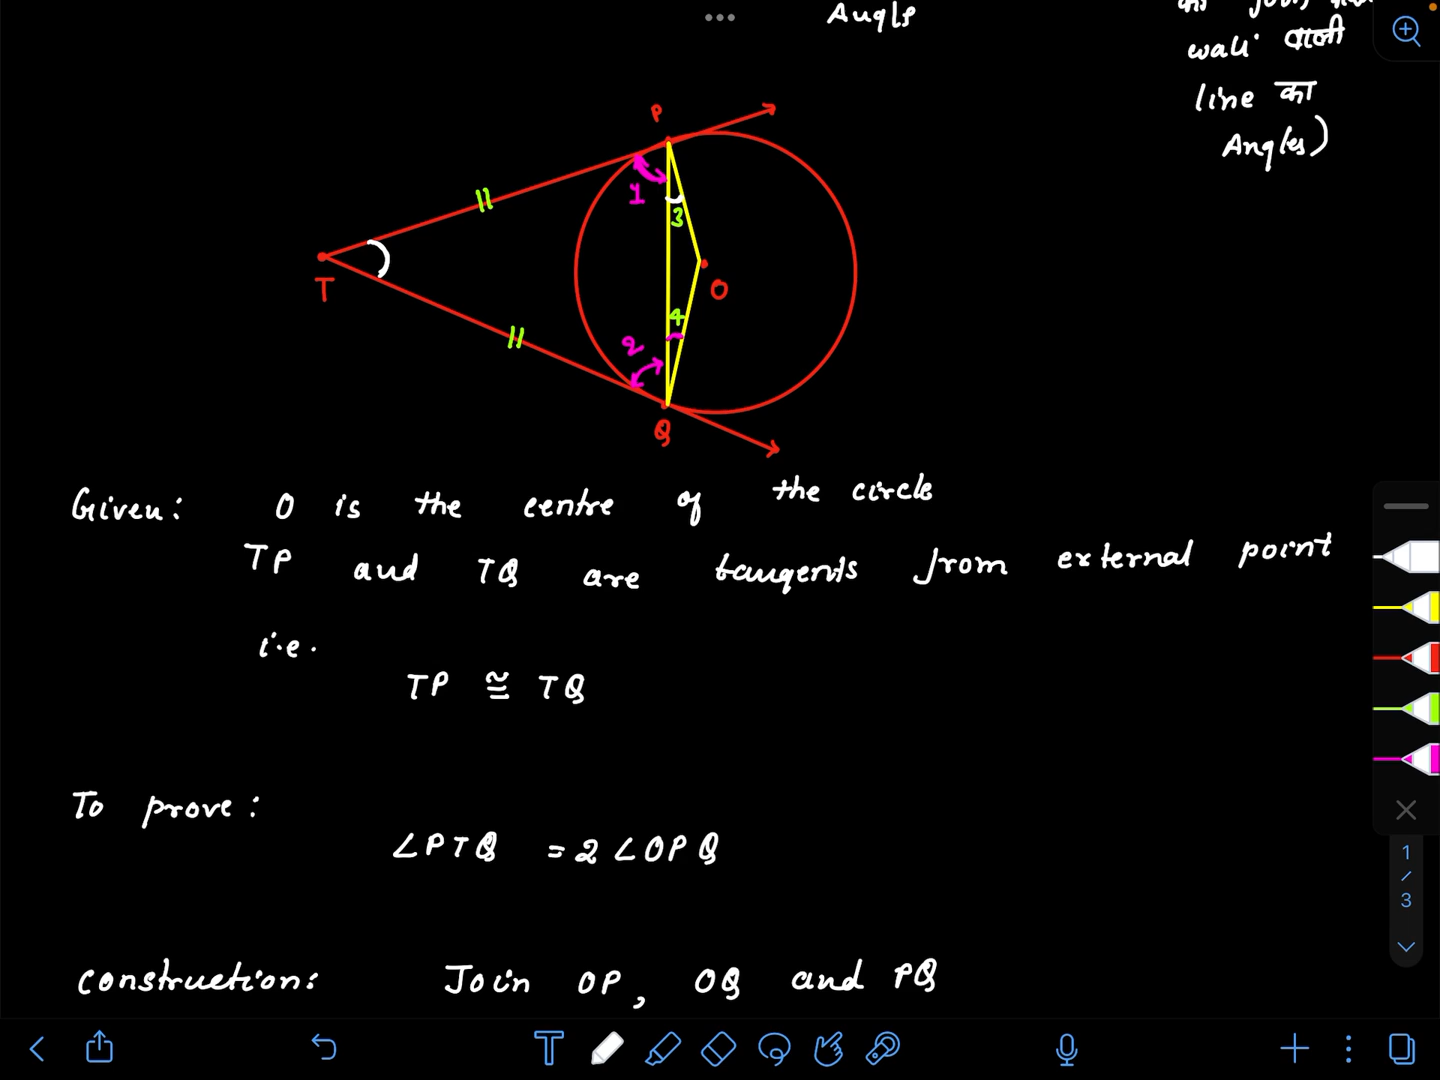 Angle
wali वाली
line का
Angles)
P
1
3
T
O
4
2
Q
Given: O is the centre of the circle
TP and TQ are tangents from external point
i.e.
TP ≅ TQ
To prove:
∠PTQ = 2 ∠OPQ
construction: Join OP, OQ and PQ
1
/
3
T